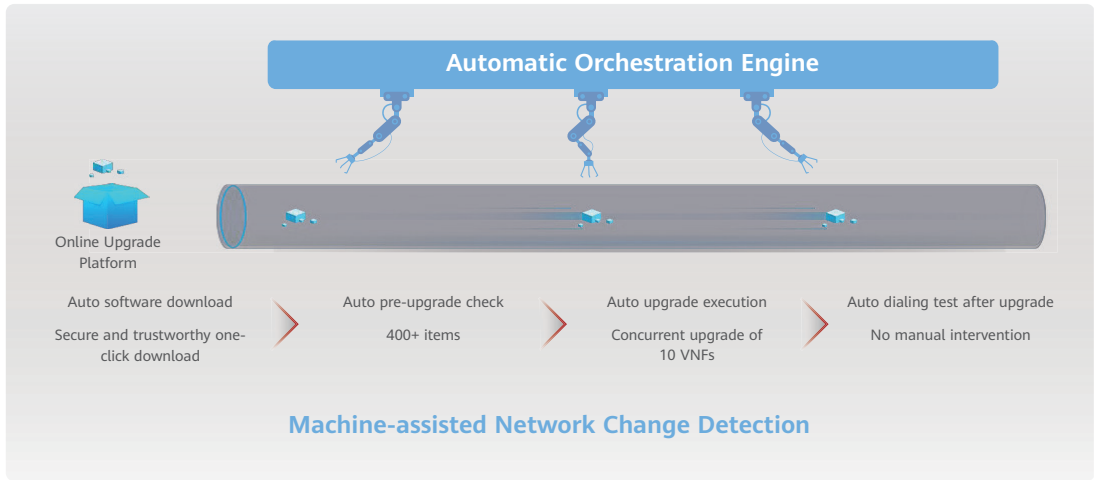 Automatic Orchestration Engine
Online Upgrade
Platform
Auto software download
Secure and trustworthy one-
click download
Auto pre-upgrade check
400+ items
Auto upgrade execution
Concurrent upgrade of
10 VNFs
Auto dialing test after upgrade
No manual intervention
Machine-assisted Network Change Detection